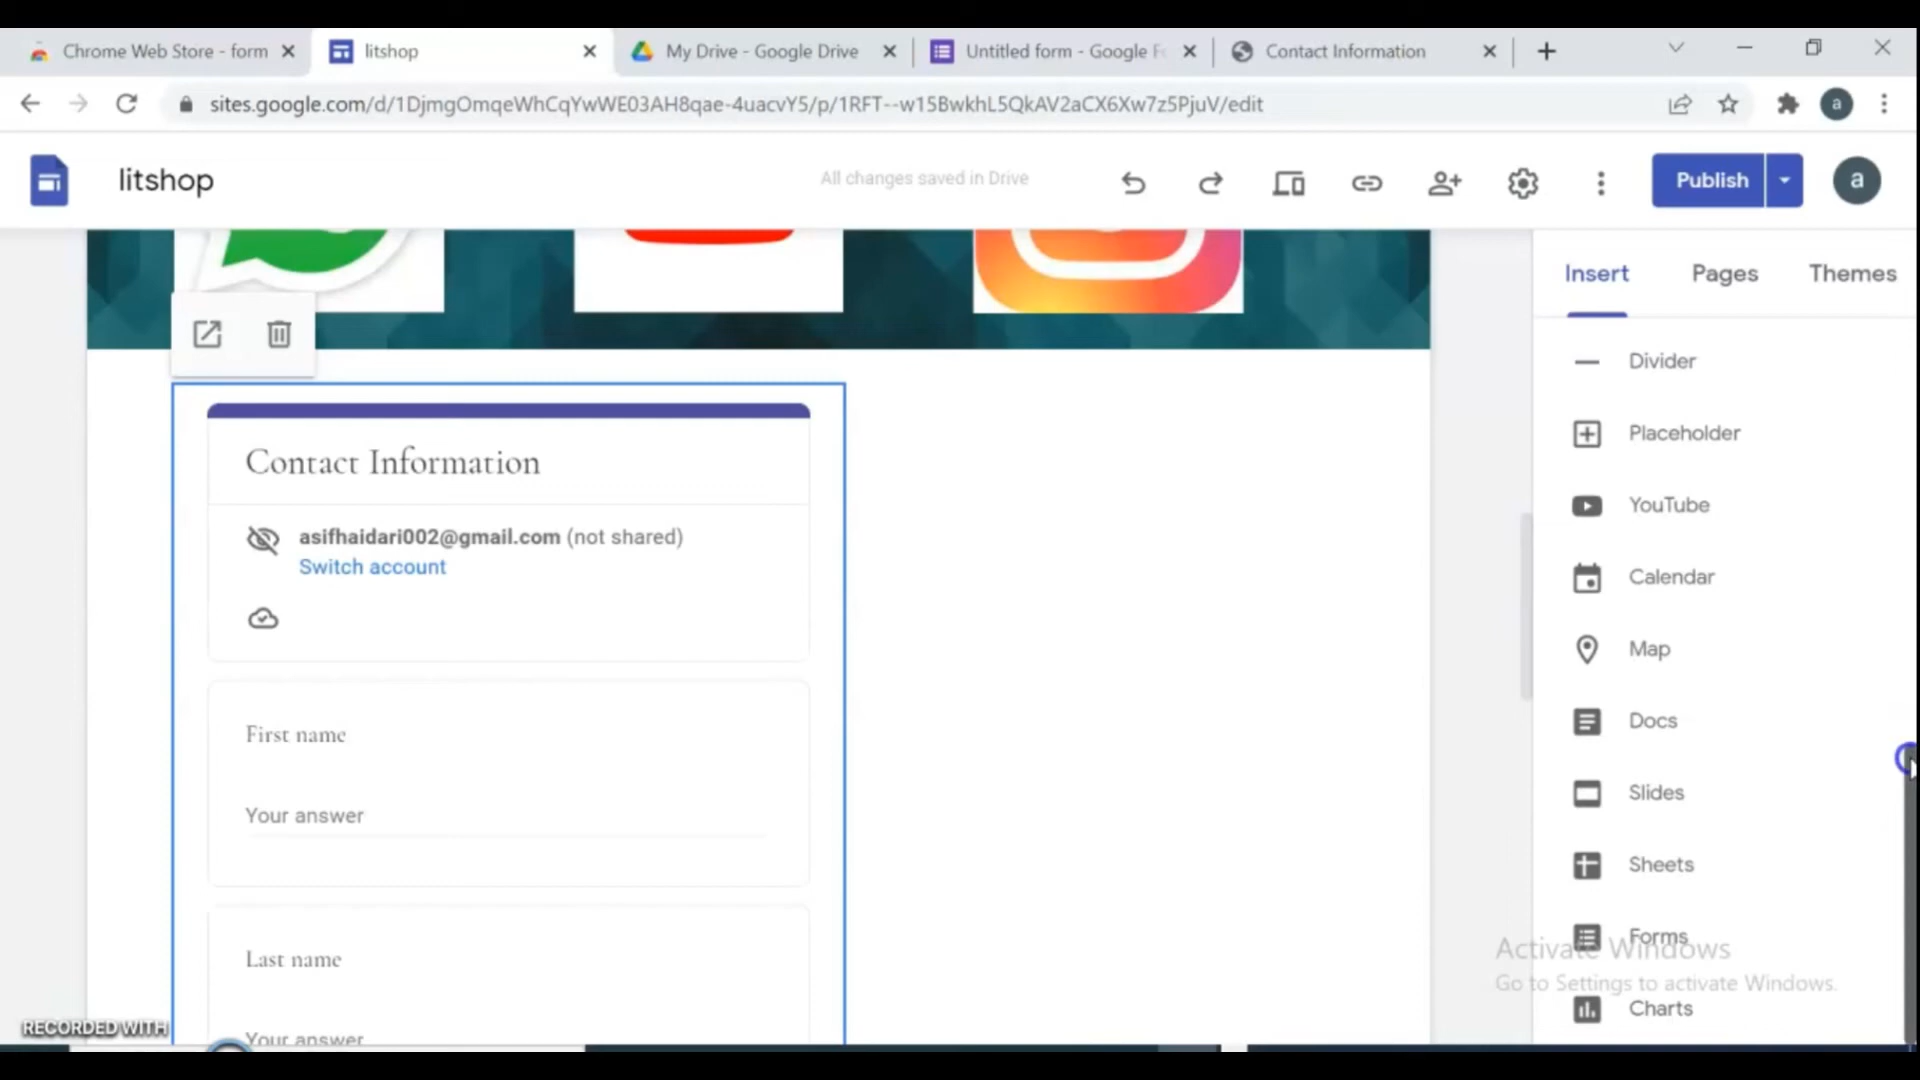 Chrome Web Store - form
litshop
My Drive - Google Drive
Untitled form - Google Fo
Contact Information
sites.google.com/d/1DjmgOmqeWhCqYwWE03AH8qae-4uacvY5/p/1RFT--w15BwkhL5QkAV2aCX6Xw7z5PjuV/edit
a
litshop
All changes saved in Drive
Publish
a
Insert
Pages
Themes
Divider
Placeholder
YouTube
Calendar
Map
Docs
Slides
Sheets
Forms
Charts
Contact Information
asifhaidari002@gmail.com (not shared)
Switch account
First name
Your answer
Last name
Your answer
Activate Windows
Go to Settings to activate Windows.
RECORDED WITH